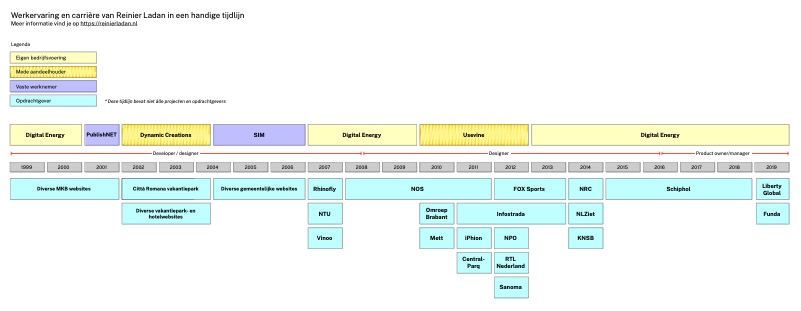 Werkervaring en carrière van Reinier Ladan in een handige tijdlijn
Meer informatie vind je op https://reinierladan.nl
Legenda
Eigen bedrijfsvoering
Mede aandeelhouder
Vaste werknemer
Opdrachtgever
* Deze tijdlijn bevat niet álle projecten en opdrachtgevers
Digital Energy
PublishNET
Dynamic Creations
SIM
Digital Energy
Usevine
Digital Energy
Developer / designer
Designer
Product owner/manager
1999
2000
2001
2002
2003
2004
2005
2006
2007
2008
2009
2010
2011
2012
2013
2014
2015
2016
2017
2018
2019
Diverse MKB websites
Città Romana vakantiepark
Diverse gemeentelijke websites
Rhinofly
NOS
FOX Sports
NRC
Schiphol
Liberty
Global
Diverse vakantiepark- en
hotelwebsites
NTU
Omroep
Brabant
Infostrada
NLZiet
Funda
Vinoo
Mett
iPhion
NPO
KNSB
Central-
Parq
RTL
Nederland
Sanoma